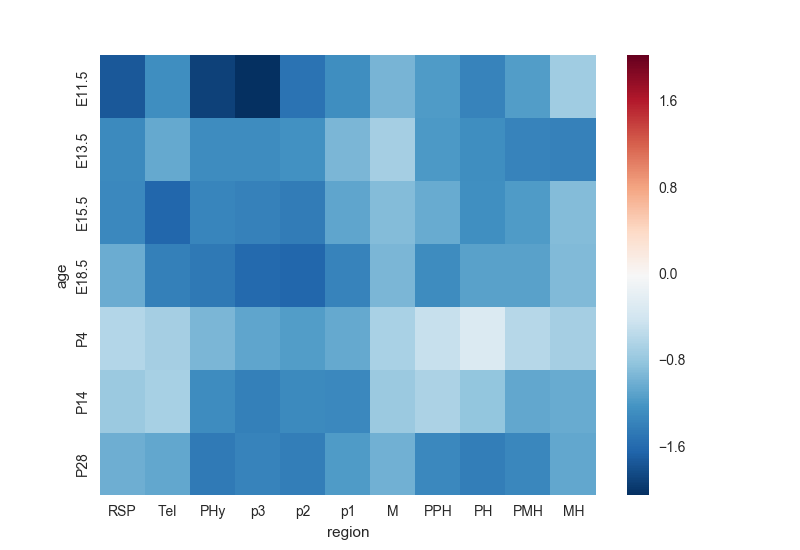 age
E11.5
E13.5
E15.5
E18.5
P4
P14
P28
RSP Tel PHy p3 p2 p1 M PPH PH PMH MH
region
1.6
0.8
0.0
−0.8
−1.6